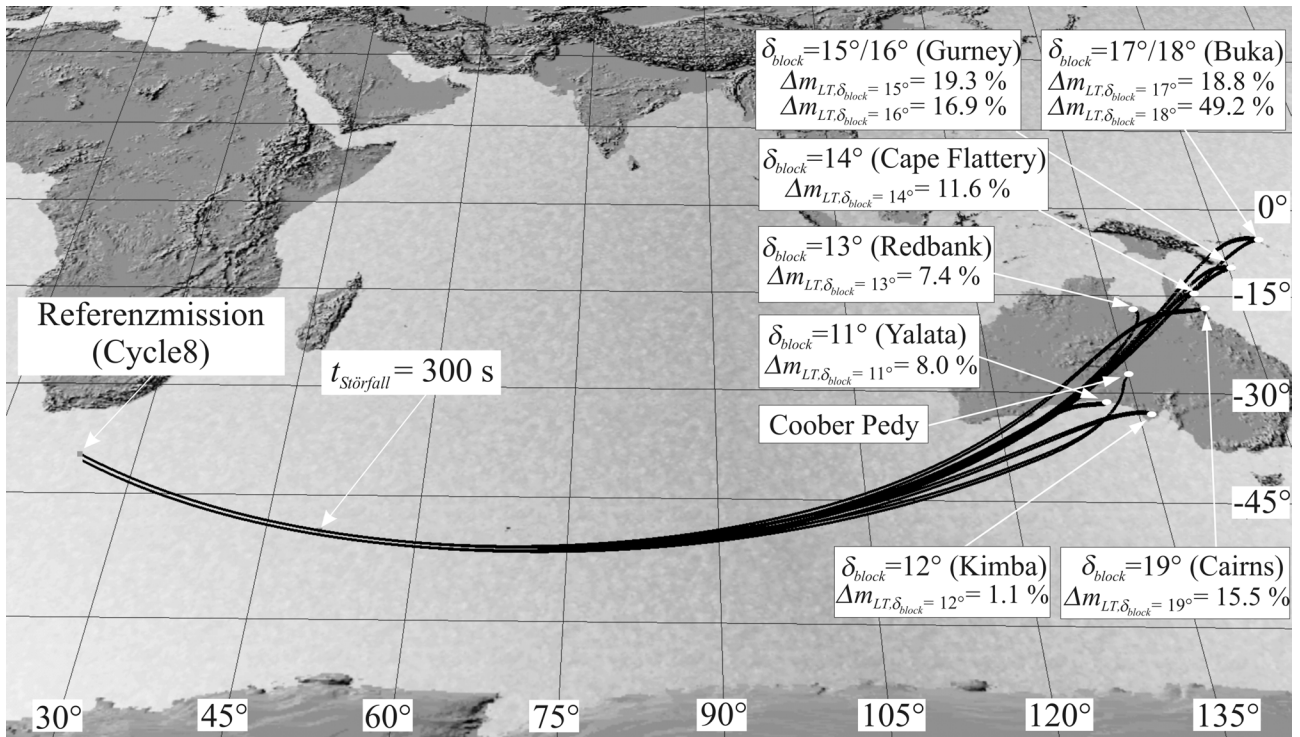 δblock=15°/16° (Gurney)
ΔmLT,δblock= 15°= 19.3 %
ΔmLT,δblock= 16°= 16.9 %
δblock=17°/18° (Buka)
ΔmLT,δblock= 17°= 18.8 %
ΔmLT,δblock= 18°= 49.2 %
δblock=14° (Cape Flattery)
ΔmLT,δblock= 14°= 11.6 %
0°
δblock=13° (Redbank)
ΔmLT,δblock= 13°= 7.4 %
-15°
Referenzmission
(Cycle8)
tStörfall= 300 s
δblock=11° (Yalata)
ΔmLT,δblock= 11°= 8.0 %
-30°
Coober Pedy
-45°
δblock=12° (Kimba)
ΔmLT,δblock= 12°= 1.1 %
δblock=19° (Cairns)
ΔmLT,δblock= 19°= 15.5 %
30° 45° 60° 75° 90° 105° 120° 135°